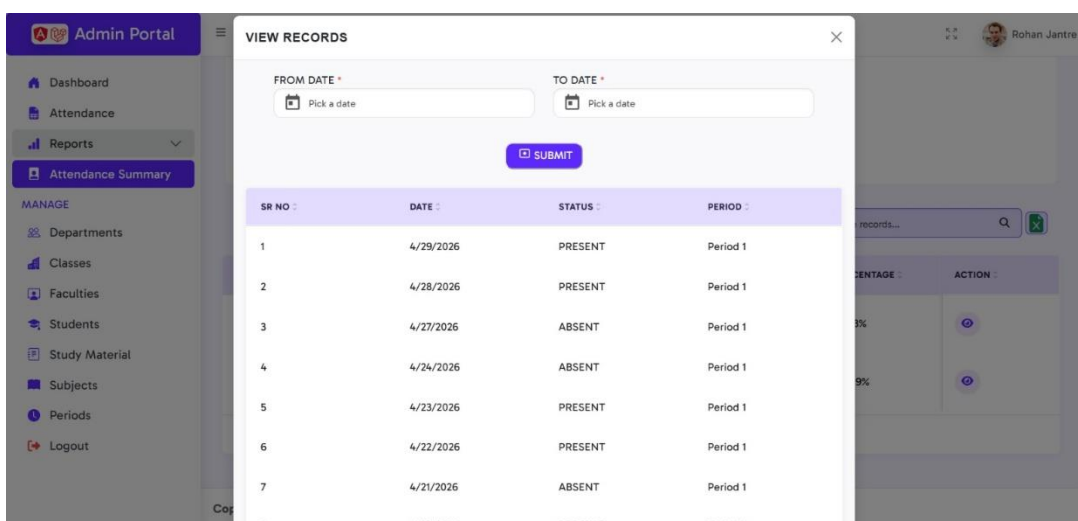 Admin Portal
VIEW RECORDS
Rohan Jantre
Dashboard
Attendance
Reports
Attendance Summary
MANAGE
Departments
Classes
Faculties
Students
Study Material
Subjects
Periods
Logout
FROM DATE * TO DATE *
Pick a date Pick a date
SUBMIT
SR NO DATE STATUS PERIOD
1 4/29/2026 PRESENT Period 1
2 4/28/2026 PRESENT Period 1
3 4/27/2026 ABSENT Period 1
4 4/24/2026 ABSENT Period 1
5 4/23/2026 PRESENT Period 1
6 4/22/2026 PRESENT Period 1
7 4/21/2026 ABSENT Period 1
records...
CENTAGE ACTION
3%
9%
Cop